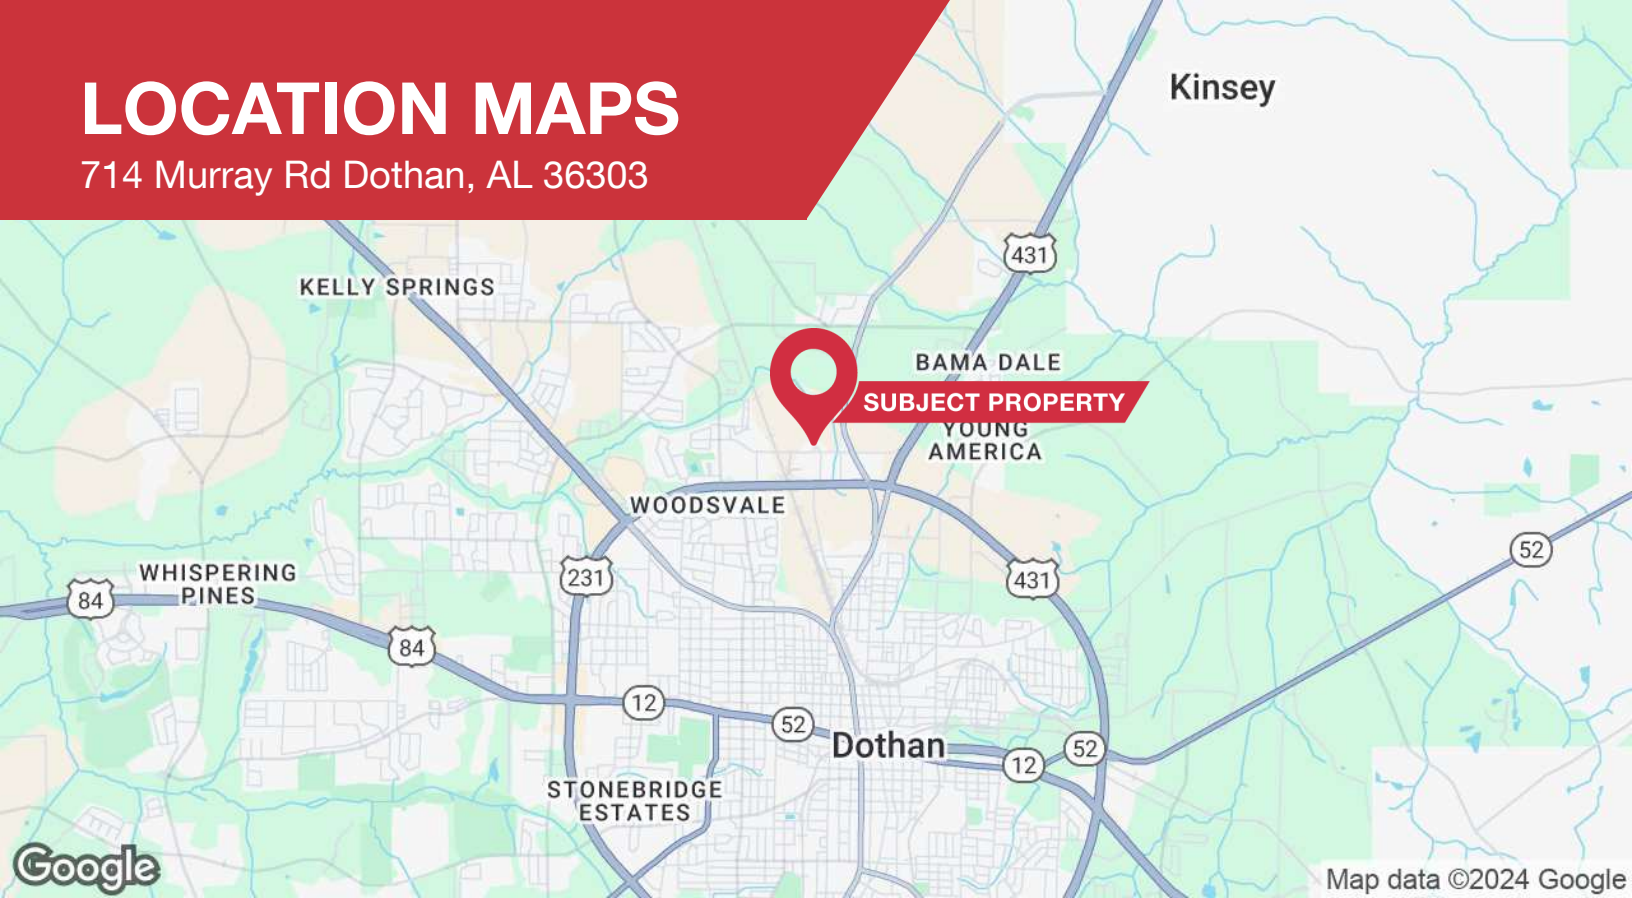 LOCATION MAPS
714 Murray Rd Dothan, AL 36303
Kinsey
431
KELLY SPRINGS
BAMA DALE
SUBJECT PROPERTY
YOUNG
AMERICA
WOODSVALE
52
WHISPERING
PINES
84
231
431
84
12
52
Dothan
52
12
STONEBRIDGE
ESTATES
Google
Map data ©2024 Google